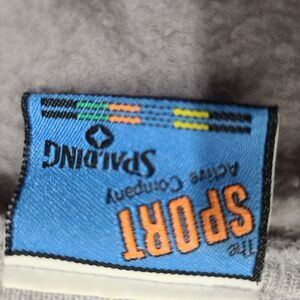 The
SPORT
Active Company
SPALDING